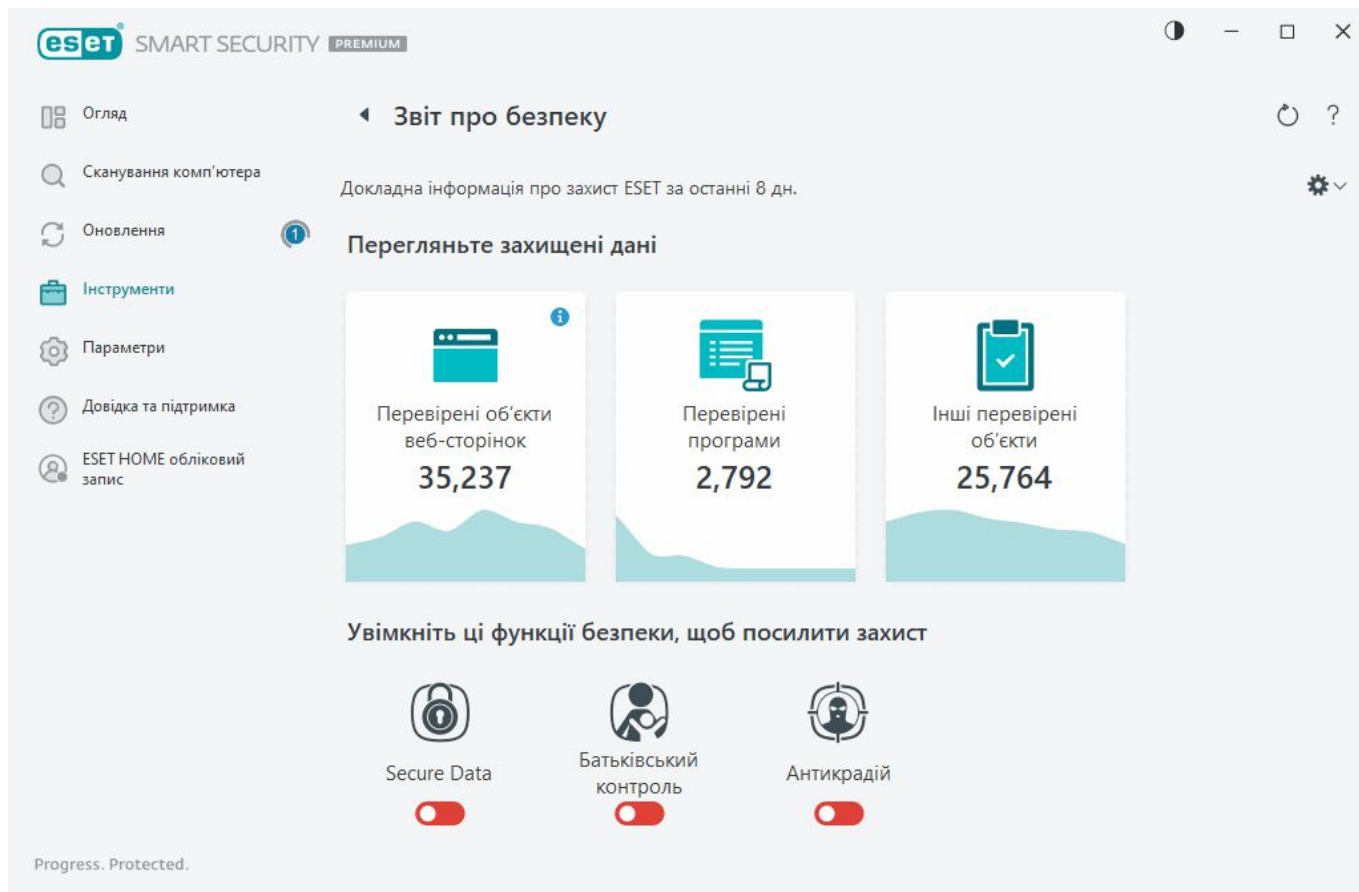 eset® SMART SECURITY PREMIUM
Огляд
Сканування комп'ютера
Оновлення 1
Інструменти
Параметри
Довідка та підтримка
ESET HOME обліковий
запис
Звіт про безпеку
?
Докладна інформація про захист ESET за останні 8 дн.
Перегляньте захищені дані
Перевірені об'єкти
веб-сторінок
35,237
Перевірені
програми
2,792
Інші перевірені
об'єкти
25,764
Увімкніть ці функції безпеки, щоб посилити захист
Secure Data
Батьківський
контроль
Антикрадій
Progress. Protected.